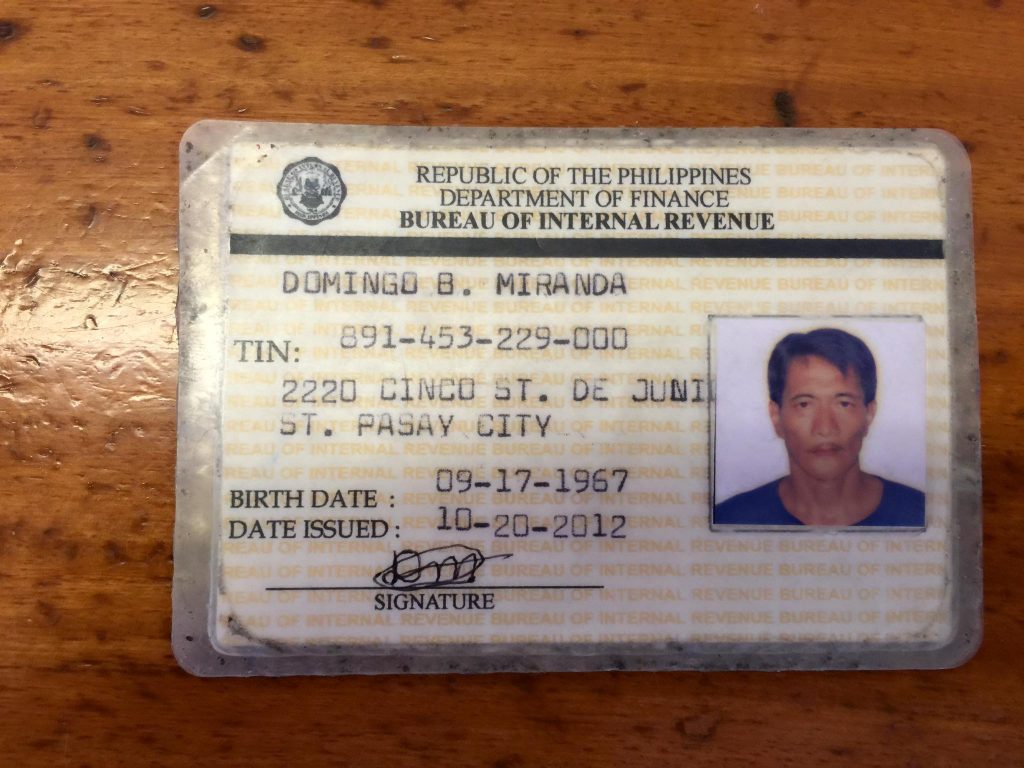 REPUBLIC OF THE PHILIPPINES
DEPARTMENT OF FINANCE
BUREAU OF INTERNAL REVENUE
DOMINGO B. MIRANDA
TIN: 891-453-229-000
2220 CINCO ST. DE JUNI
ST. PASAY CITY
BIRTH DATE : 09-17-1967
DATE ISSUED : 10-20-2012
SIGNATURE